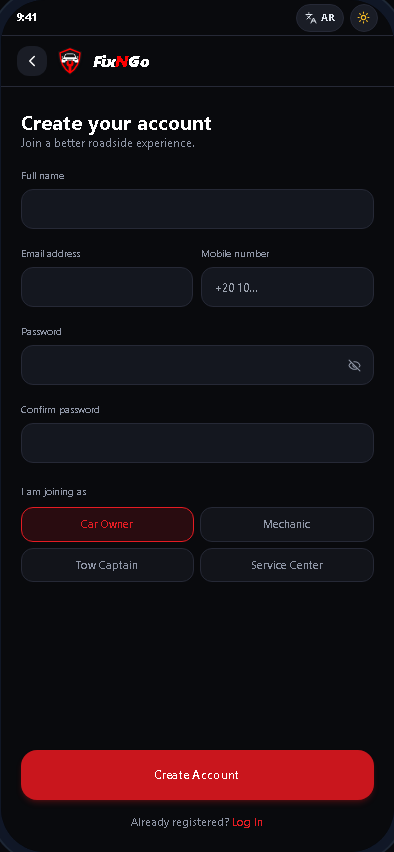 9:41
AR
FixNGo
Create your account
Join a better roadside experience.
Full name
Email address
Mobile number
+20 10...
Password
Confirm password
I am joining as
Car Owner
Mechanic
Tow Captain
Service Center
Create Account
Already registered? Log In